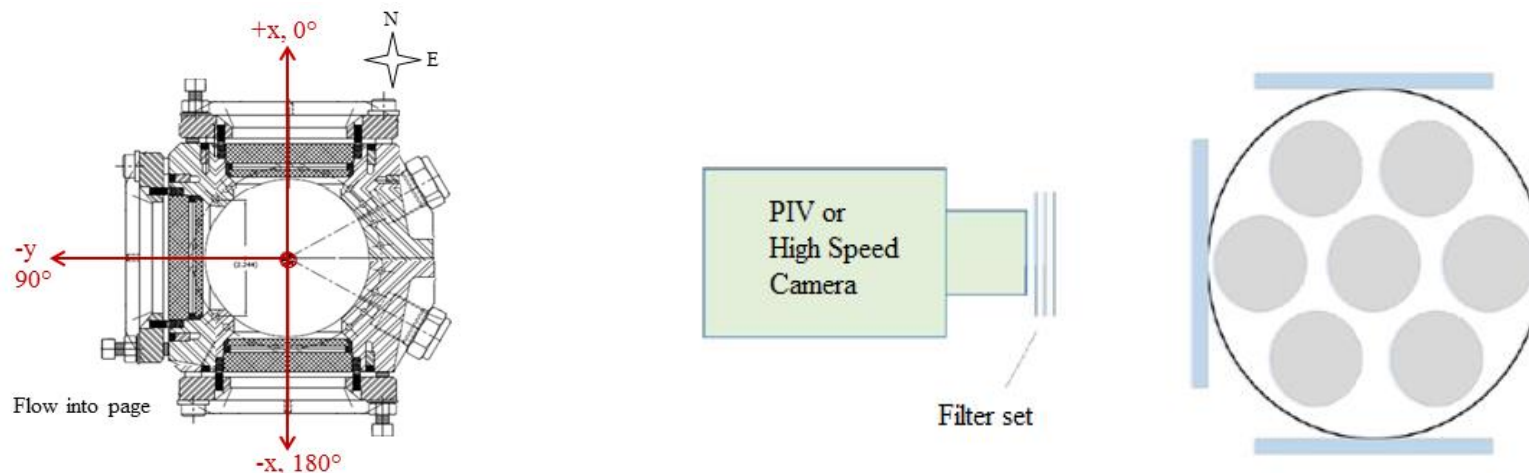 +x, 0°
N
E
-y
90°
Flow into page
-x, 180°
PIV or
High Speed
Camera
Filter set